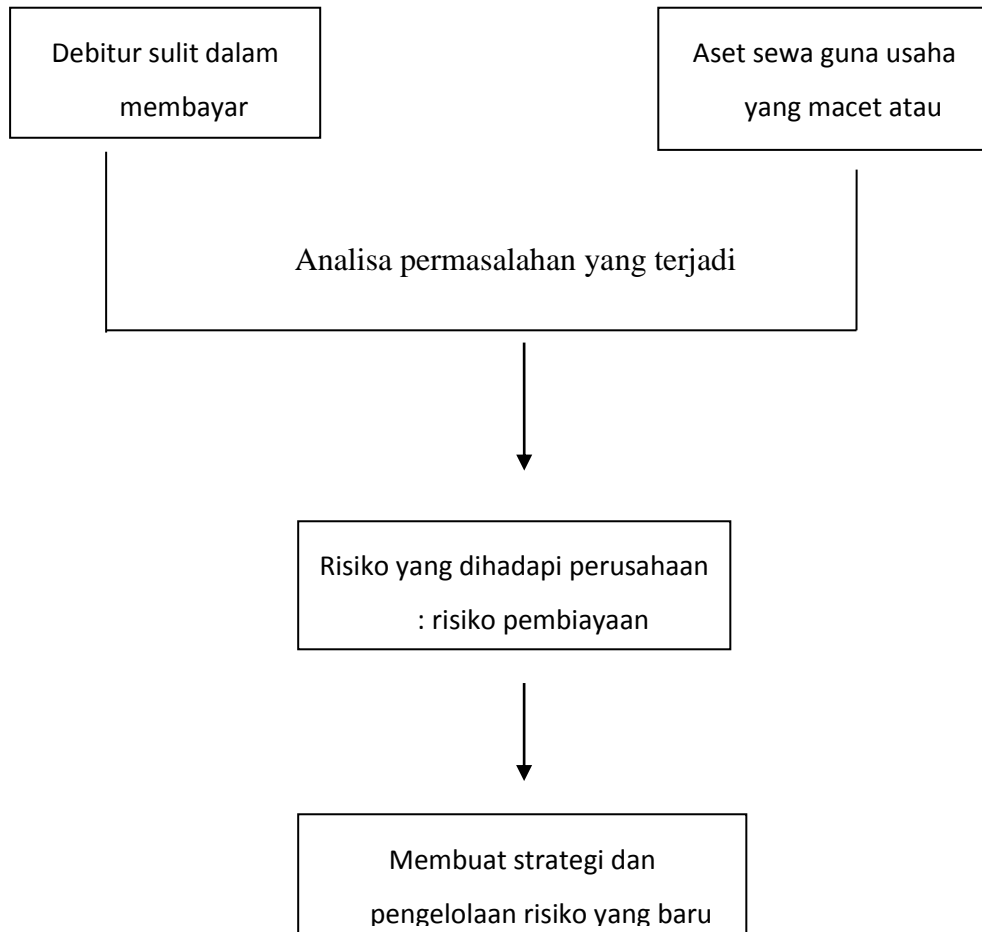 Debitur sulit dalam
membayar
Aset sewa guna usaha
yang macet atau
Analisa permasalahan yang terjadi
Risiko yang dihadapi perusahaan
: risiko pembiayaan
Membuat strategi dan
pengelolaan risiko yang baru